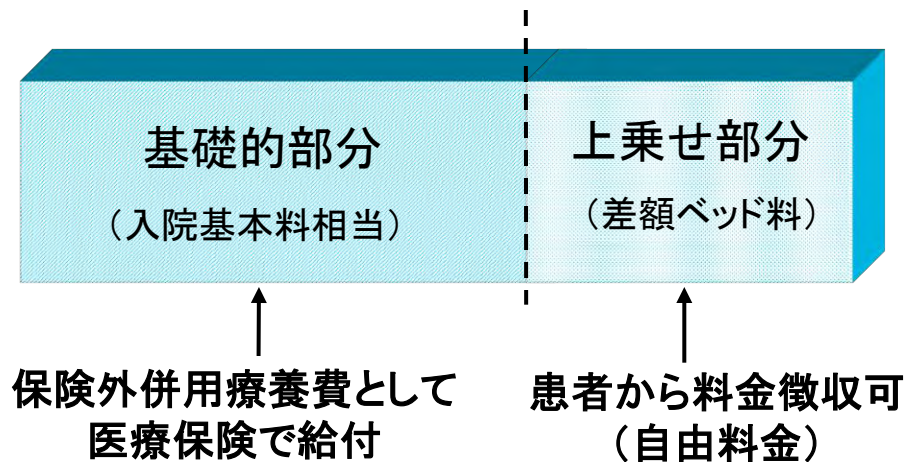 基礎的部分
（入院基本料相当）
上乗せ部分
（差額ベッド料）
保険外併用療養費として
医療保険で給付
患者から料金徴収可
（自由料金）